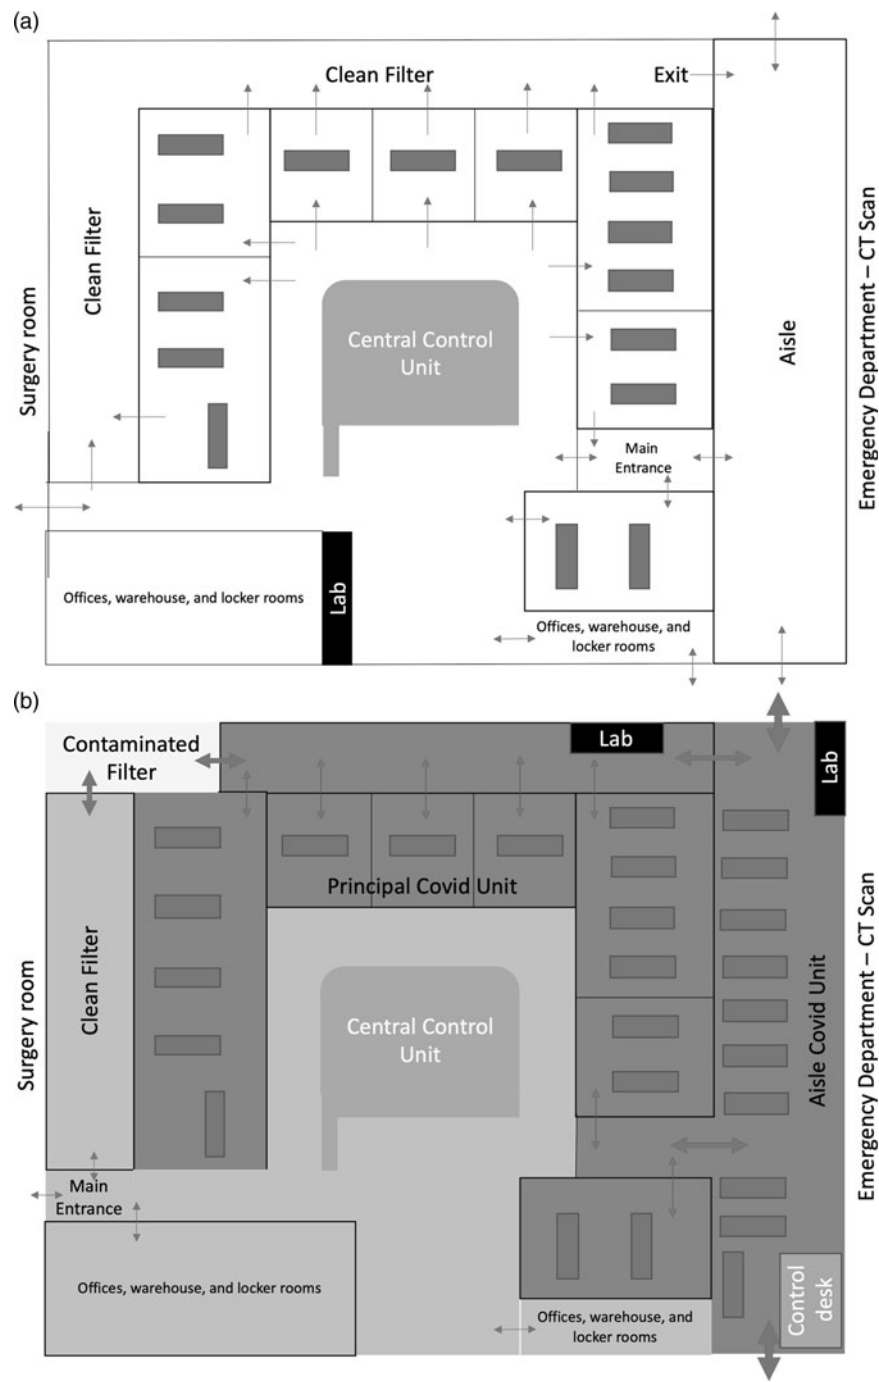 (a)
Clean Filter
Exit
Clean Filter
Surgery room
Central Control
Unit
Aisle
Emergency Department – CT Scan
Main
Entrance
Offices, warehouse, and locker rooms
Lab
Offices, warehouse, and
locker rooms
(b)
Contaminated
Filter
Lab
Lab
Principal Covid Unit
Clean Filter
Surgery room
Central Control
Unit
Aisle Covid Unit
Emergency Department – CT Scan
Main
Entrance
Offices, warehouse, and locker rooms
Offices, warehouse, and
locker rooms
Control
desk